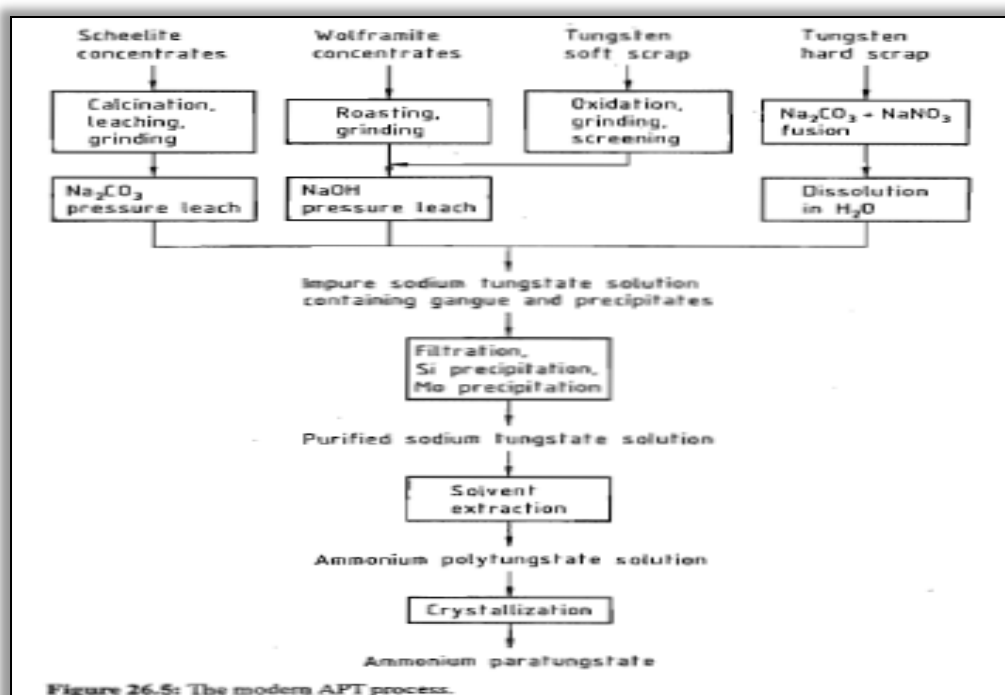 Scheelite
concentrates
Wolframite
concentrates
Tungsten
soft scrap
Tungsten
hard scrap
Calcination,
leaching,
grinding
Roasting,
grinding
Oxidation,
grinding,
screening
Na₂CO₃ + NaNO₃
fusion
Na₂CO₃
pressure leach
NaOH
pressure leach
Dissolution
in H₂O
Impure sodium tungstate solution
containing gangue and precipitates
Filtration,
Si precipitation,
Mo precipitation
Purified sodium tungstate solution
Solvent
extraction
Ammonium polytungstate solution
Crystallization
Ammonium paratungstate
Figure 26.5: The modern APT process.